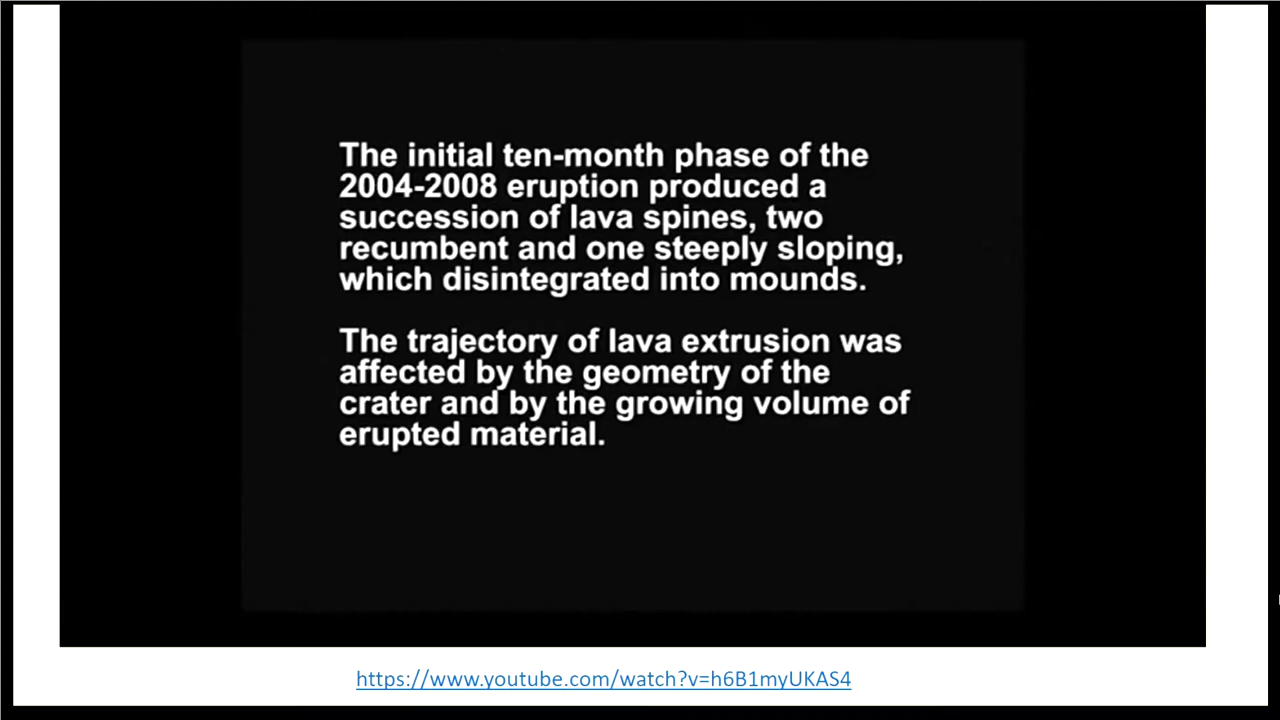 The initial ten-month phase of the
2004-2008 eruption produced a
succession of lava spines, two
recumbent and one steeply sloping,
which disintegrated into mounds.
The trajectory of lava extrusion was
affected by the geometry of the
crater and by the growing volume of
erupted material.
https://www.youtube.com/watch?v=h6B1myUKAS4